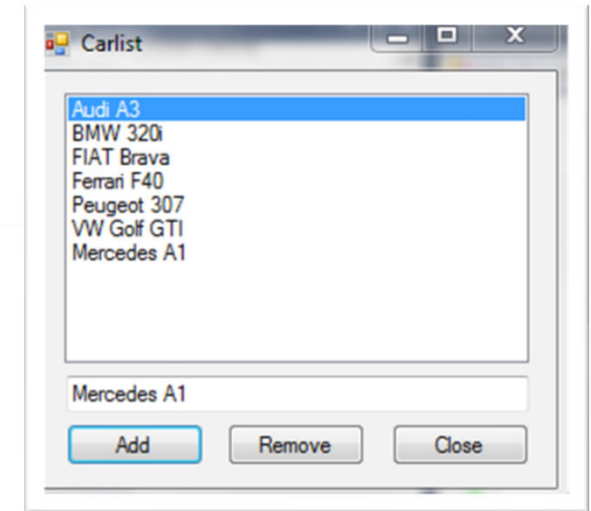 Carlist
Audi A3
BMW 320i
FIAT Brava
Ferrari F40
Peugeot 307
VW Golf GTI
Mercedes A1
Mercedes A1
Add Remove Close